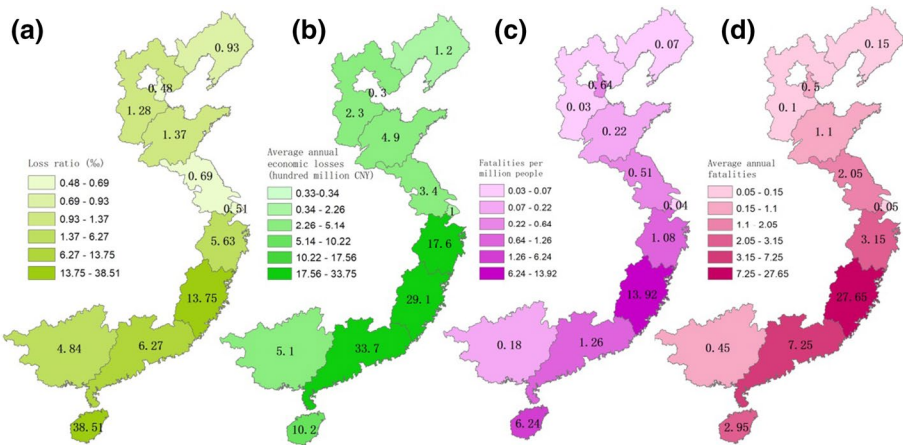 (a)
0.93
0.48
1.28
1.37
0.69
0.51
5.63
13.75
6.27
4.84
38.51
Loss ratio (‰)
0.48 - 0.69
0.69 - 0.93
0.93 - 1.37
1.37 - 6.27
6.27 - 13.75
13.75 - 38.51
(b)
1.2
0.3
2.3
4.9
3.4
1
17.6
29.1
33.7
5.1
10.2
Average annual
economic losses
(hundred million CNY)
0.33-0.34
0.34 - 2.26
2.26 - 5.14
5.14 - 10.22
10.22 - 17.56
17.56 - 33.75
(c)
0.07
0.64
0.03
0.22
0.51
0.04
1.08
13.92
1.26
0.18
6.24
Fatalities per
million people
0.03 - 0.07
0.07 - 0.22
0.22 - 0.64
0.64 - 1.26
1.26 - 6.24
6.24 - 13.92
(d)
0.15
0.5
0.1
1.1
2.05
0.05
3.15
27.65
7.25
0.45
2.95
Average annual
fatalities
0.05 - 0.15
0.15 - 1.1
1.1 - 2.05
2.05 - 3.15
3.15 - 7.25
7.25 - 27.65